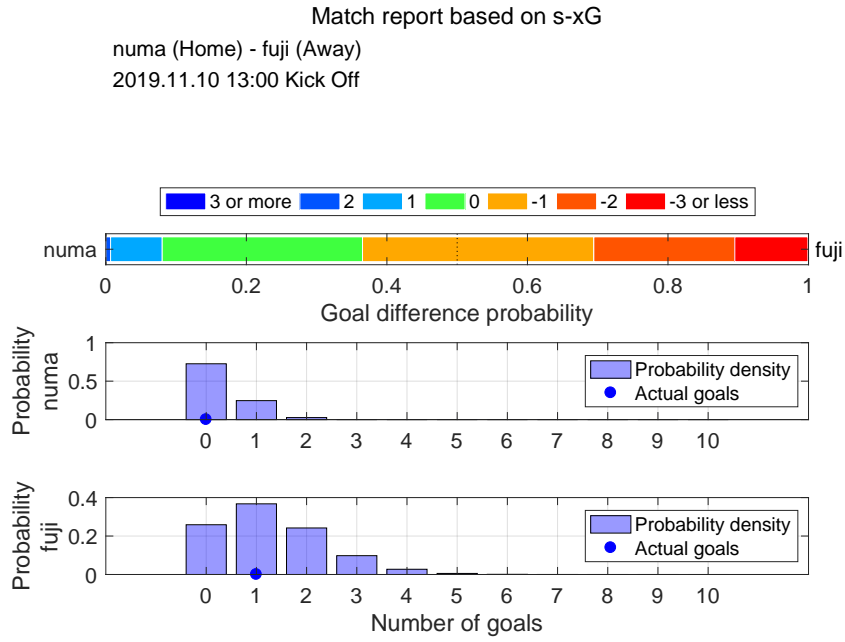 Match report based on s-xG
numa (Home) - fuji (Away)
2019.11.10 13:00 Kick Off
3 or more 2 1 0 -1 -2 -3 or less
numa fuji
0 0.2 0.4 0.6 0.8 1
Goal difference probability
Probability
numa
1
0.5
0
Probability density
Actual goals
0 1 2 3 4 5 6 7 8 9 10
Probability
fuji
0.4
0.2
0
Probability density
Actual goals
0 1 2 3 4 5 6 7 8 9 10
Number of goals